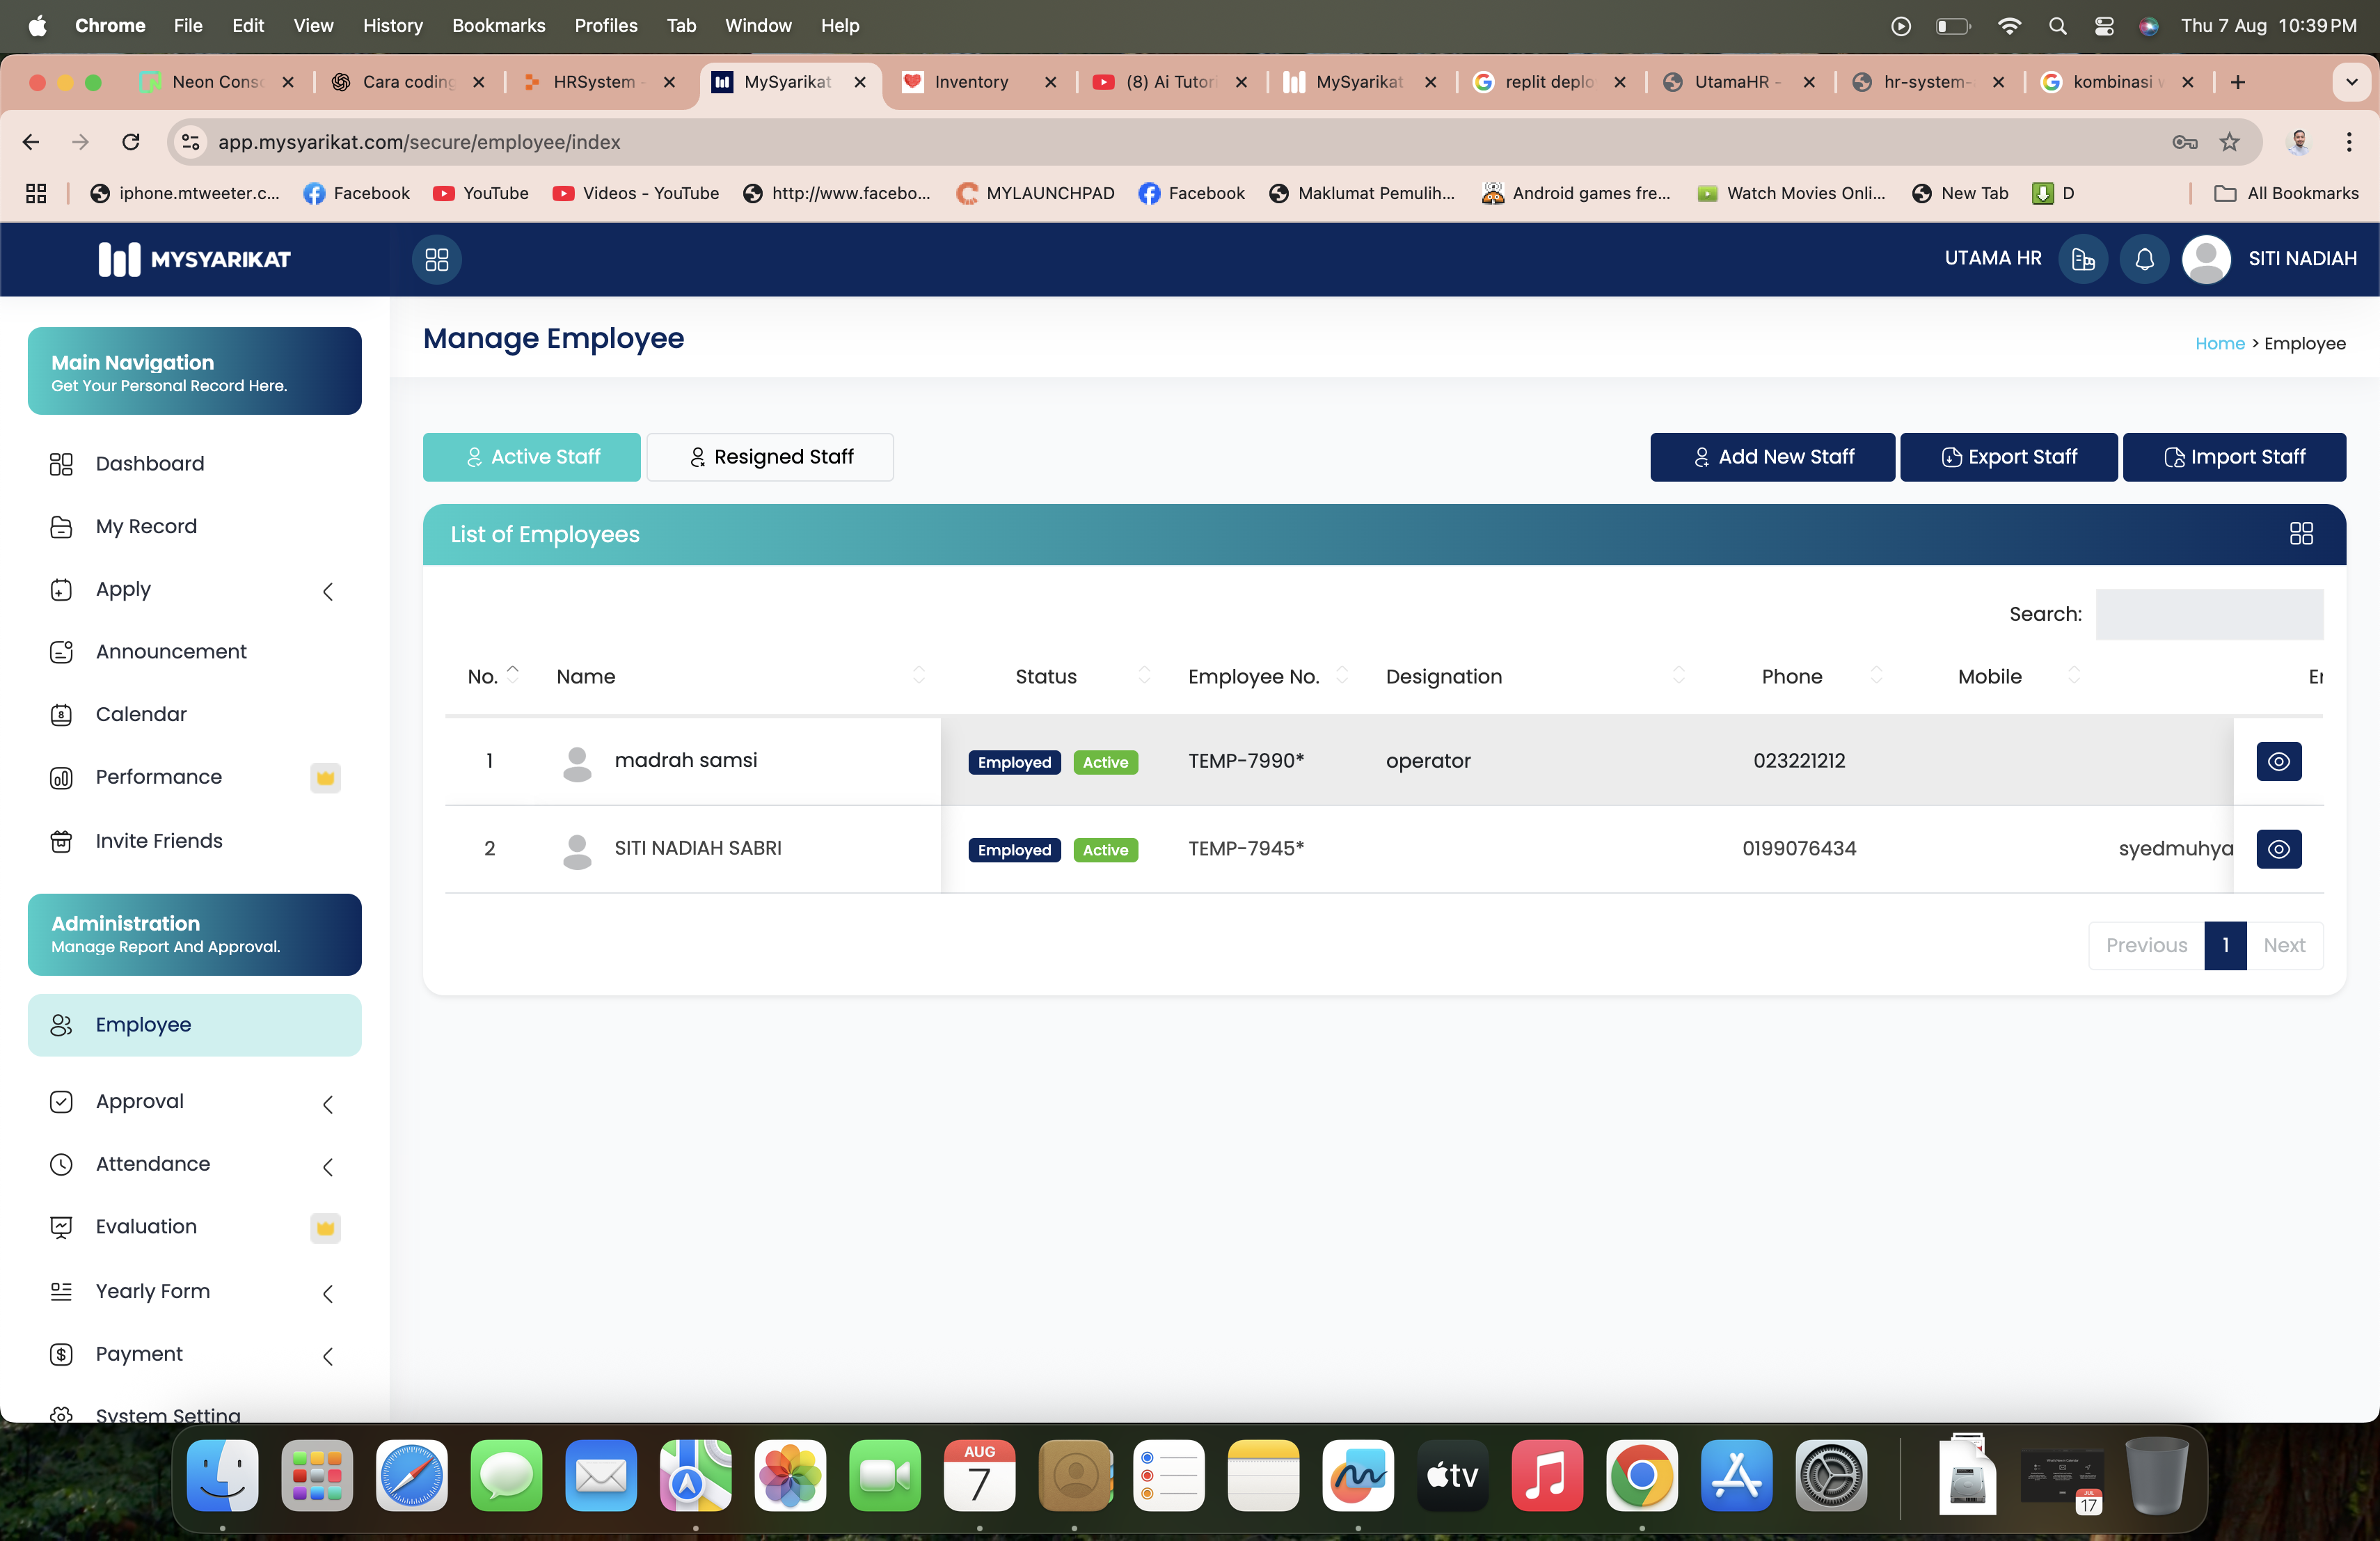 Chrome File Edit View History Bookmarks Profiles Tab Window Help Thu 7 Aug 10:39 PM
Neon Cons Cara coding HRSystem - MySyarikat Inventory (8) Ai Tutori MySyarikat replit deplo UtamaHR - hr-system- kombinasi w
app.mysyarikat.com/secure/employee/index
iphone.mtweeter.c... Facebook YouTube Videos - YouTube http://www.facebo... MYLAUNCHPAD Facebook Maklumat Pemulih... Android games fre... Watch Movies Onli... New Tab D All Bookmarks
MYSYARIKAT UTAMA HR SITI NADIAH
Manage Employee
Home > Employee
Main Navigation
Get Your Personal Record Here.
Dashboard
My Record
Apply
Announcement
Calendar
8
Performance
Invite Friends
Administration
Manage Report And Approval.
Employee
Approval
Attendance
Evaluation
Yearly Form
Payment
System Setting
Active Staff Resigned Staff Add New Staff Export Staff Import Staff
List of Employees
Search:
No. Name Status Employee No. Designation Phone Mobile Er
1 madrah samsi Employed Active TEMP-7990* operator 023221212
2 SITI NADIAH SABRI Employed Active TEMP-7945* 0199076434 syedmuhya
Previous 1 Next
AUG
7
tv
JUL
17